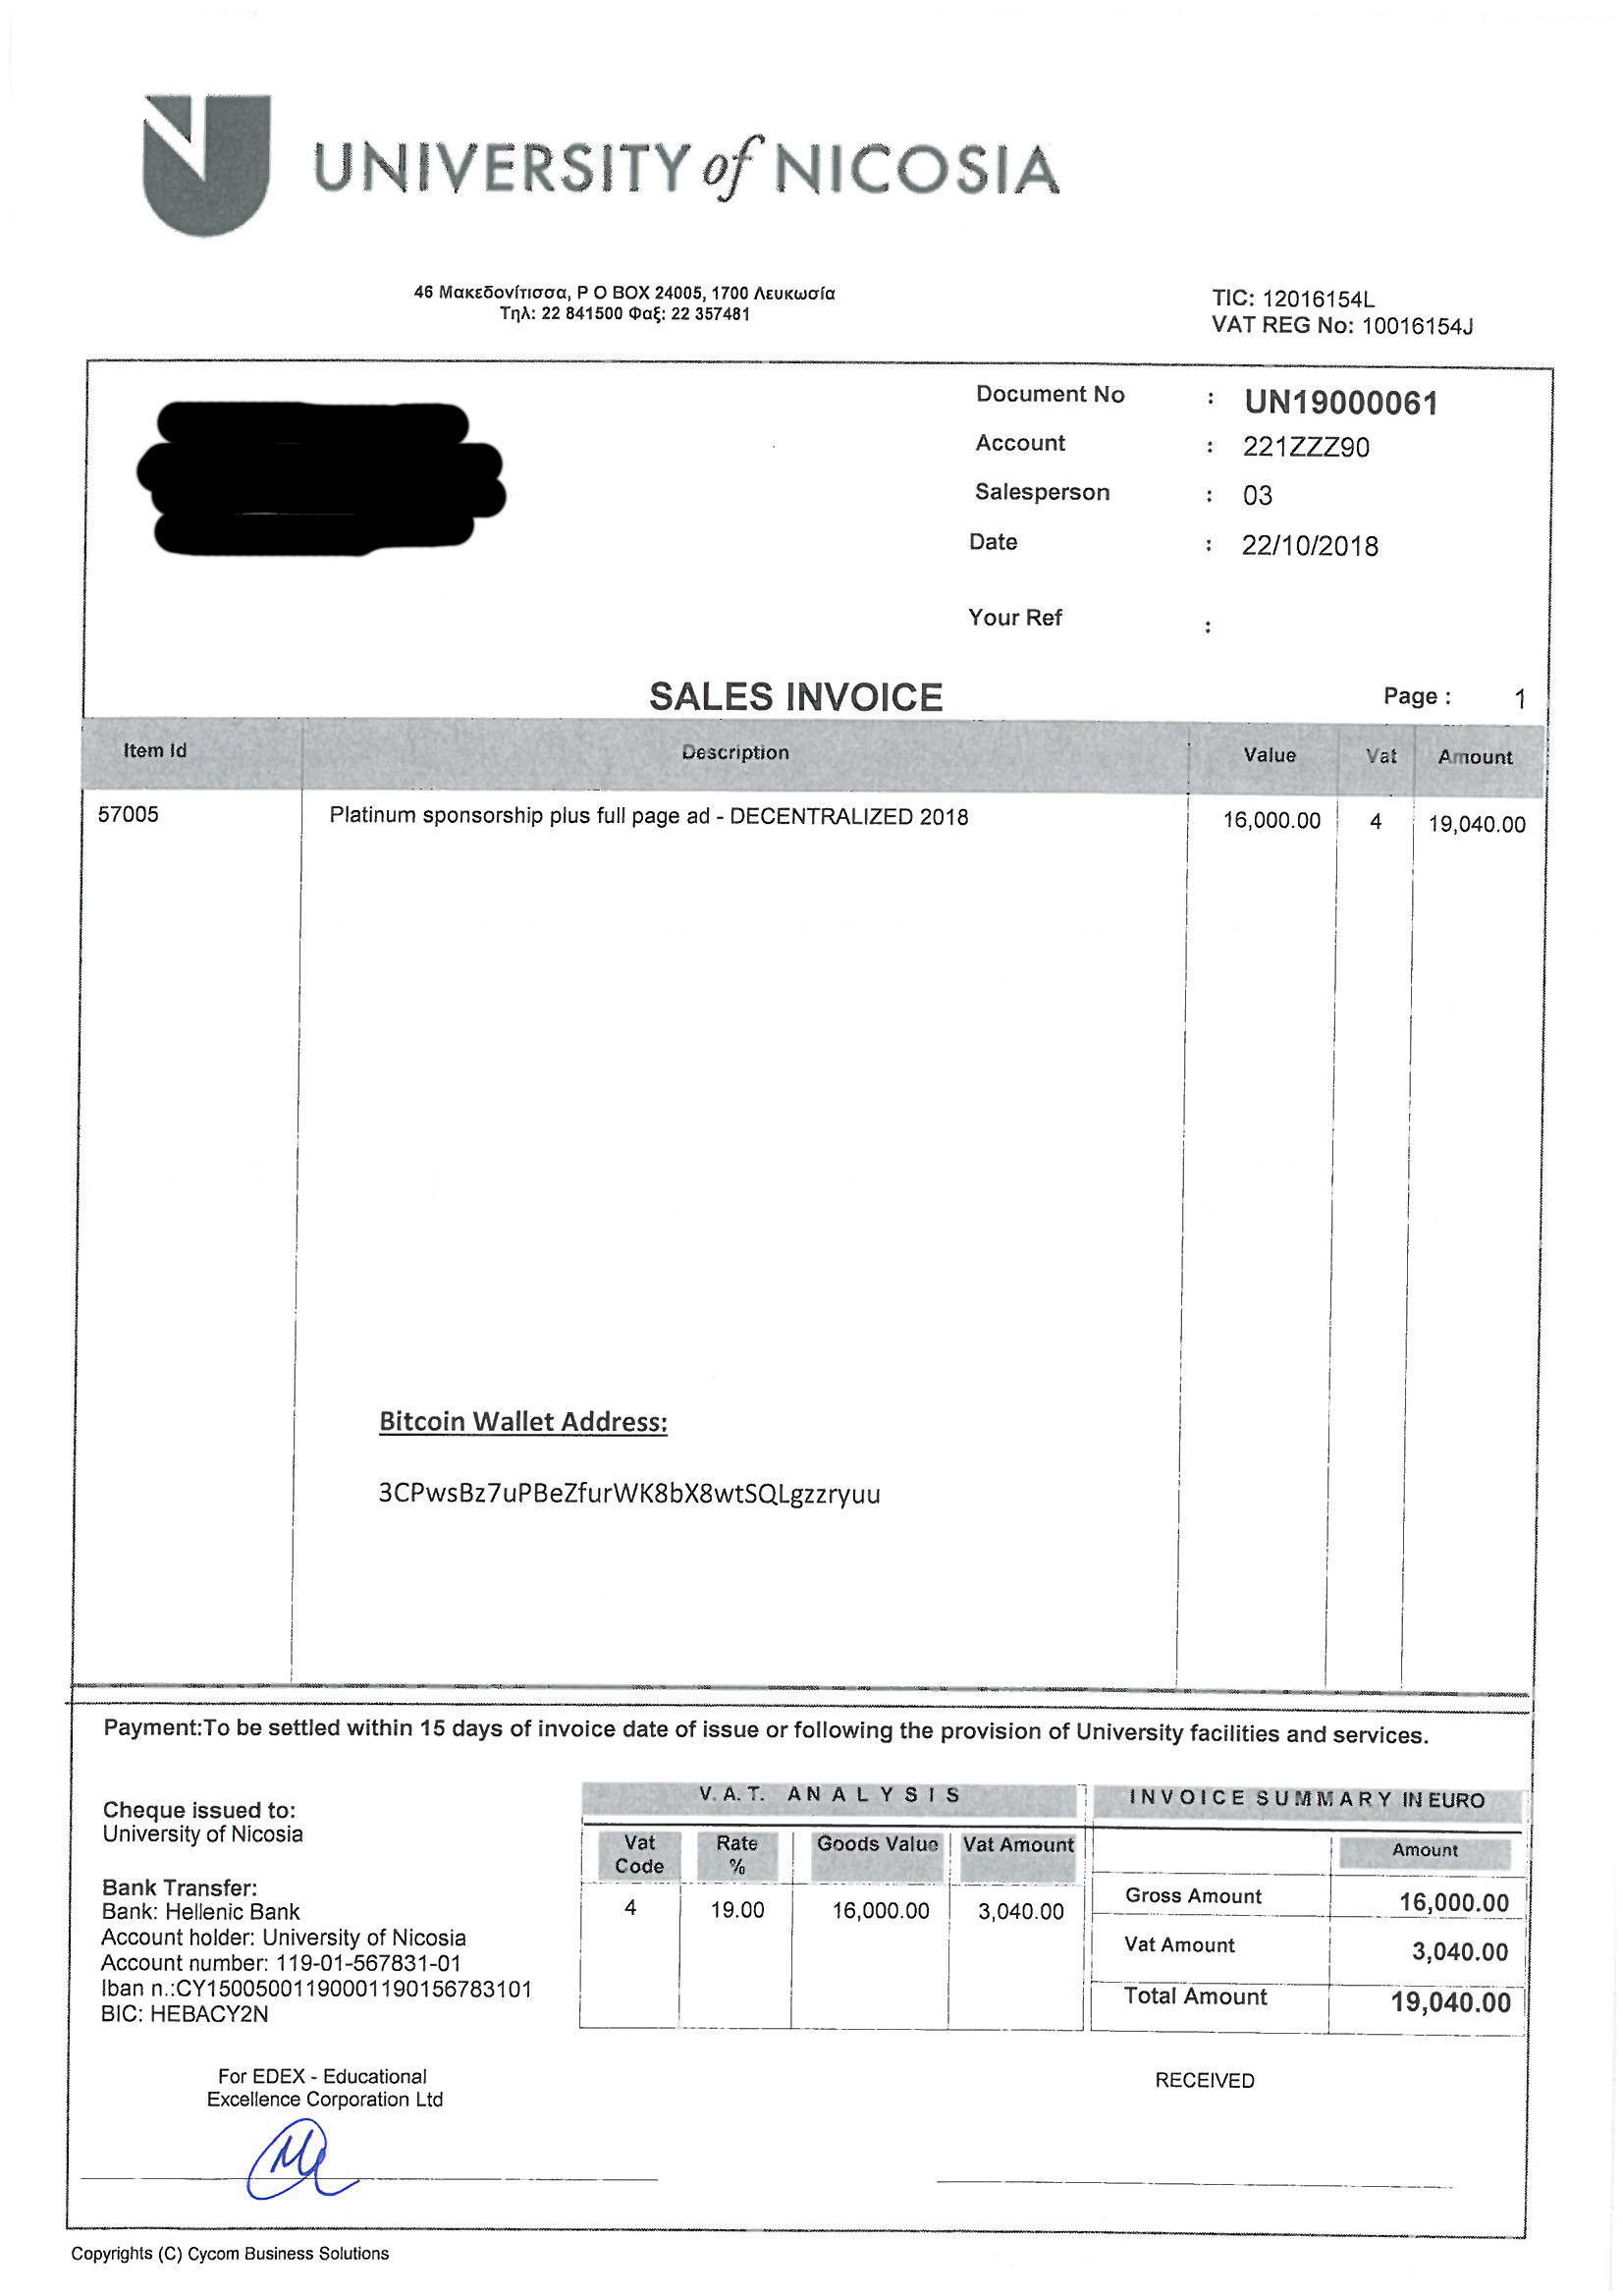 UNIVERSITY of NICOSIA
46 Μακεδονίτισσα, P O BOX 24005, 1700 Λευκωσία
Τηλ: 22 841500 Φαξ: 22 357481
TIC: 12016154L
VAT REG No: 10016154J
Document No : UN19000061
Account : 221ZZZ90
Salesperson : 03
Date : 22/10/2018
Your Ref :
SALES INVOICE
Page : 1
Item Id Description Value Vat Amount
57005 Platinum sponsorship plus full page ad - DECENTRALIZED 2018 16,000.00 4 19,040.00
Bitcoin Wallet Address:
3CPwsBz7uPBeZfurWK8bX8wtSQLgzzryuu
Payment:To be settled within 15 days of invoice date of issue or following the provision of University facilities and services.
Cheque issued to:
University of Nicosia
Bank Transfer:
Bank: Hellenic Bank
Account holder: University of Nicosia
Account number: 119-01-567831-01
Iban n.:CY15005001190001190156783101
BIC: HEBACY2N
V.A.T. ANALYSIS
Vat Code Rate % Goods Value Vat Amount
4 19.00 16,000.00 3,040.00
INVOICE SUMMARY IN EURO
Amount
Gross Amount 16,000.00
Vat Amount 3,040.00
Total Amount 19,040.00
For EDEX - Educational
Excellence Corporation Ltd
RECEIVED
Copyrights (C) Cycom Business Solutions